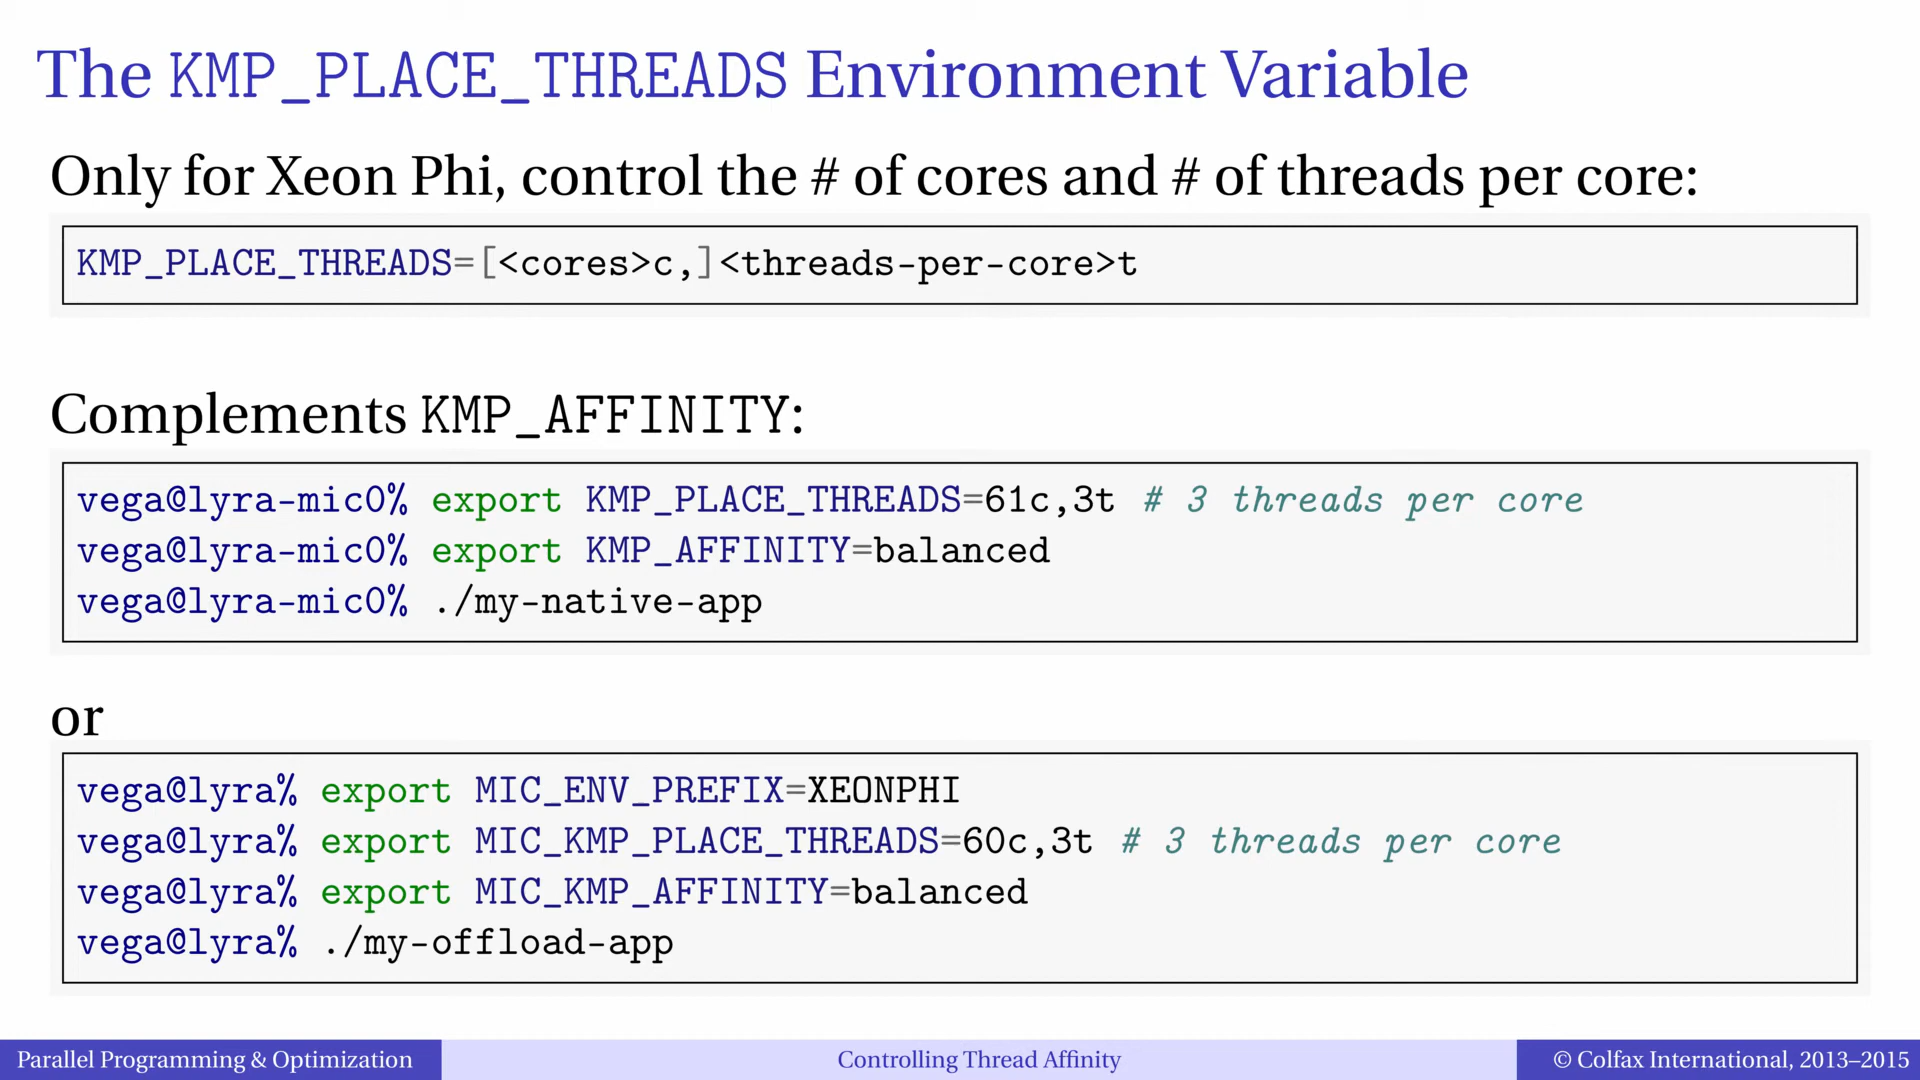 The KMP_PLACE_THREADS Environment Variable
Only for Xeon Phi, control the # of cores and # of threads per core:
KMP_PLACE_THREADS=[<cores>c,]<threads-per-core>t
Complements KMP_AFFINITY:
vega@lyra-mic0% export KMP_PLACE_THREADS=61c,3t # 3 threads per core
vega@lyra-mic0% export KMP_AFFINITY=balanced
vega@lyra-mic0% ./my-native-app
or
vega@lyra% export MIC_ENV_PREFIX=XEONPHI
vega@lyra% export MIC_KMP_PLACE_THREADS=60c,3t # 3 threads per core
vega@lyra% export MIC_KMP_AFFINITY=balanced
vega@lyra% ./my-offload-app
Parallel Programming & Optimization
Controlling Thread Affinity
© Colfax International, 2013–2015